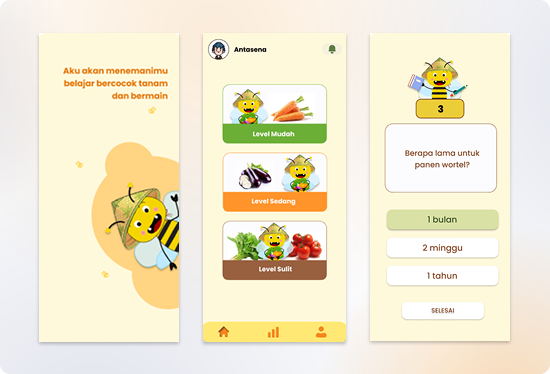 Aku akan menemanimu
belajar bercocok tanam
dan bermain
Antasena
Level Mudah
Level Sedang
Level Sulit
3
Berapa lama untuk
panen wortel?
1 bulan
2 minggu
1 tahun
SELESAI